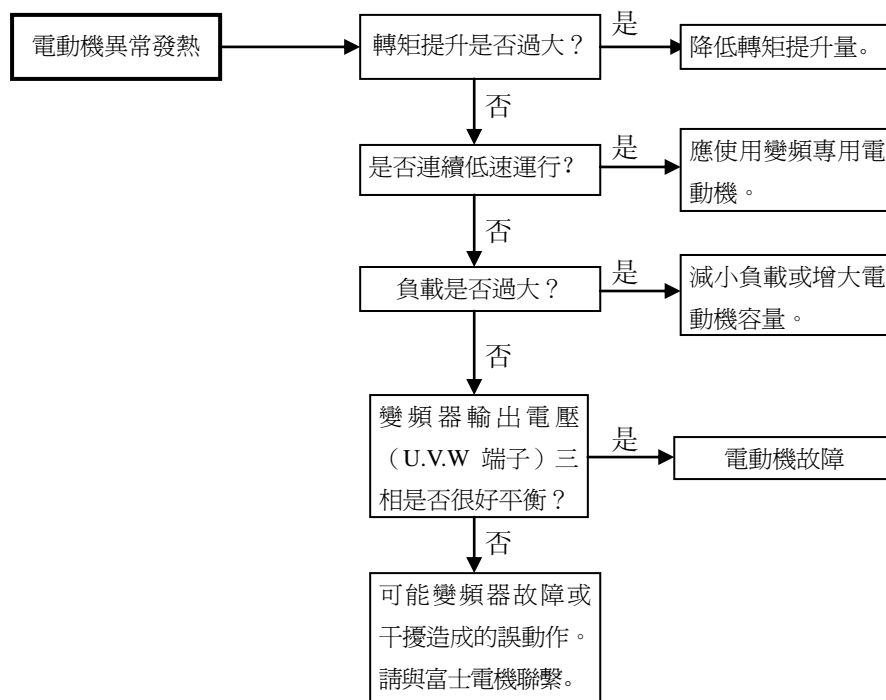 電動機異常發熱
轉矩提升是否過大？
是
降低轉矩提升量。
否
是否連續低速運行？
是
應使用變頻專用電
動機。
否
負載是否過大？
是
減小負載或增大電
動機容量。
否
變頻器輸出電壓
（U.V.W 端子）三
相是否很好平衡？
是
電動機故障
否
可能變頻器故障或
干擾造成的誤動作。
請與富士電機聯繫。